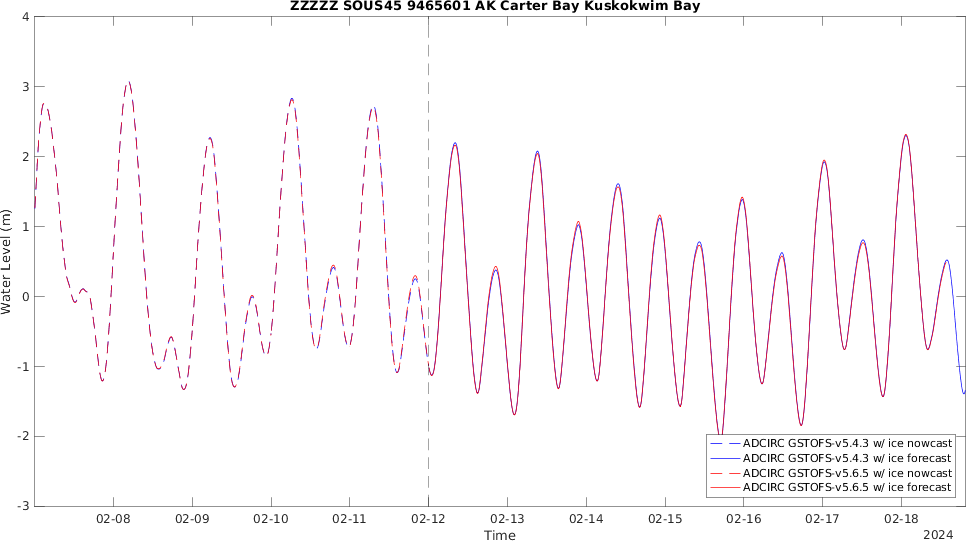 ZZZZZ SOUS45 9465601 AK Carter Bay Kuskokwim Bay
Water Level (m)
4
3
2
1
0
-1
-2
-3
ADCIRC GSTOFS-v5.4.3 w/ ice nowcast
ADCIRC GSTOFS-v5.4.3 w/ ice forecast
ADCIRC GSTOFS-v5.6.5 w/ ice nowcast
ADCIRC GSTOFS-v5.6.5 w/ ice forecast
02-08 02-09 02-10 02-11 02-12 02-13 02-14 02-15 02-16 02-17 02-18
Time
2024